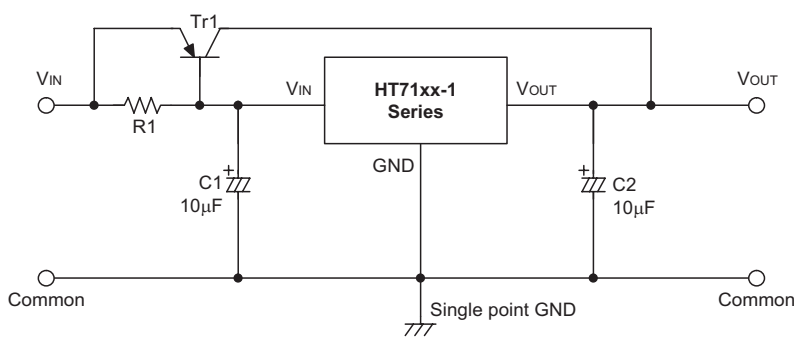 Tr1
VIN
R1
VIN
HT71xx-1
Series
VOUT
VOUT
GND
C1
10μF
C2
10μF
Common
Single point GND
Common
+
+